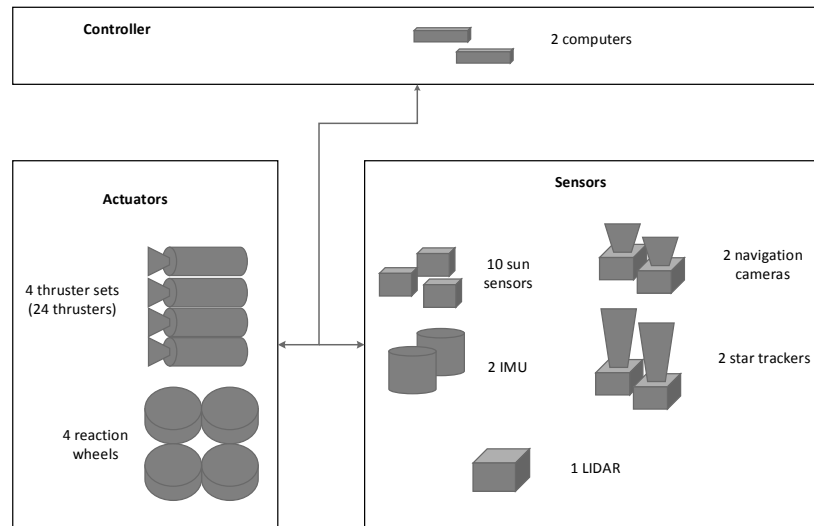 Controller
2 computers
Actuators
4 thruster sets
(24 thrusters)
4 reaction
wheels
Sensors
10 sun
sensors
2 navigation
cameras
2 IMU
2 star trackers
1 LIDAR